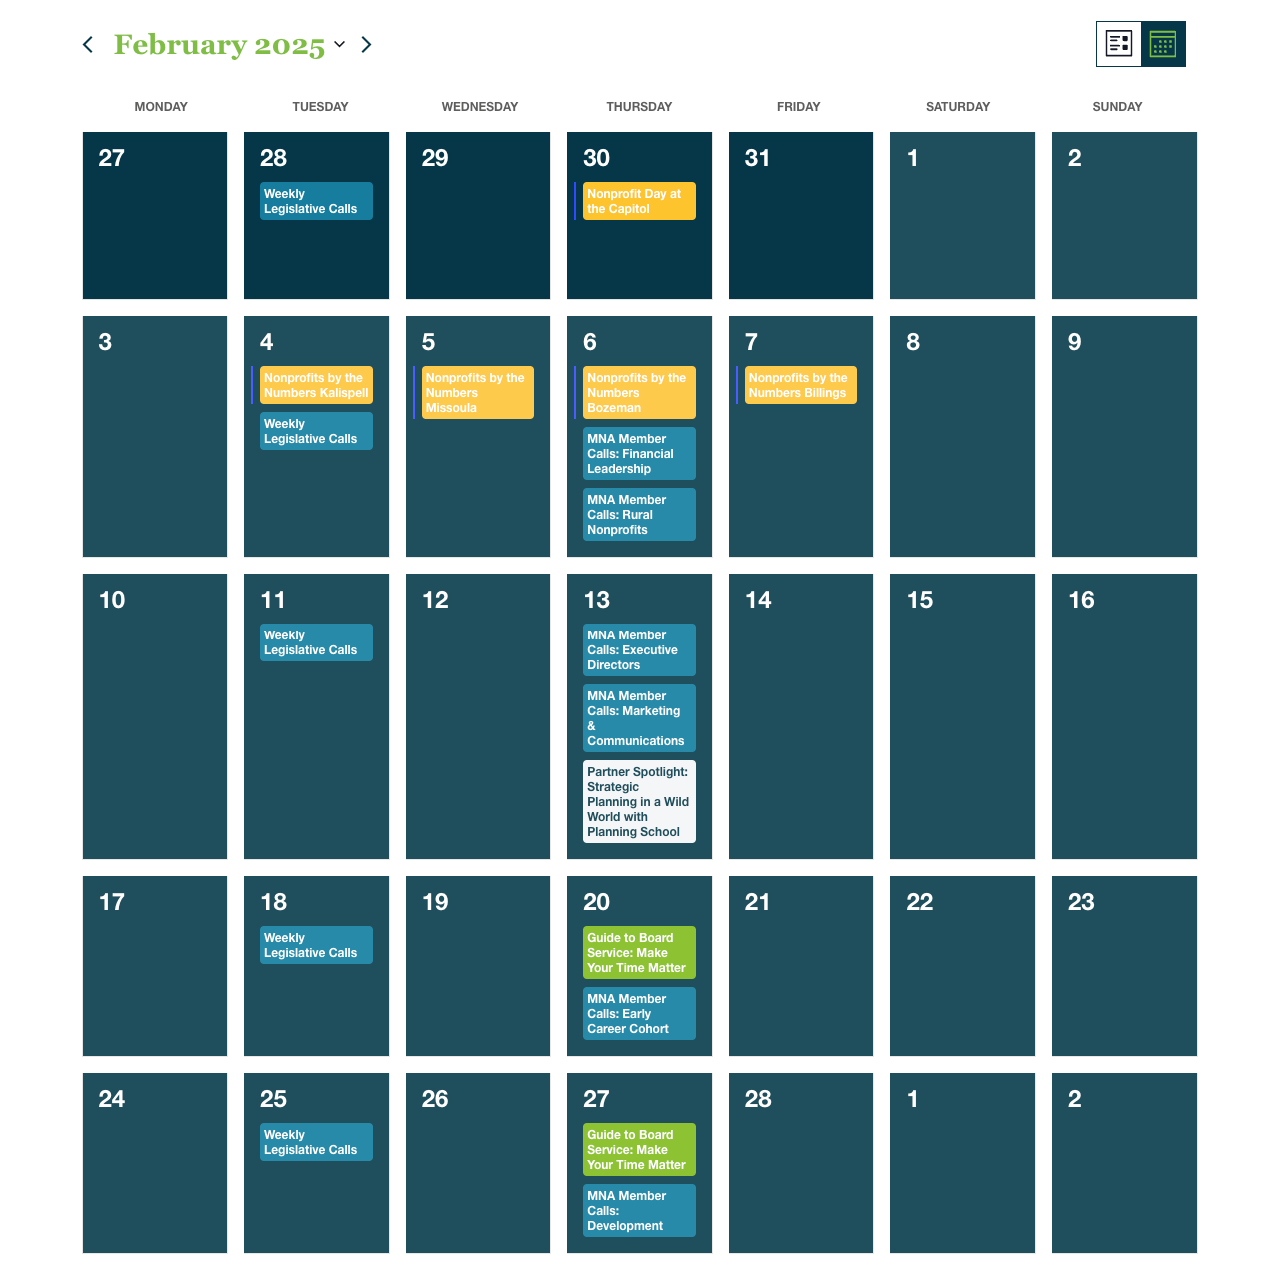 February 2025
MONDAY TUESDAY WEDNESDAY THURSDAY FRIDAY SATURDAY SUNDAY
27
28
Weekly
Legislative Calls
29
30
Nonprofit Day at
the Capitol
31
1
2
3
4
Nonprofits by the
Numbers Kalispell
Weekly
Legislative Calls
5
Nonprofits by the
Numbers
Missoula
6
Nonprofits by the
Numbers
Bozeman
MNA Member
Calls: Financial
Leadership
MNA Member
Calls: Rural
Nonprofits
7
Nonprofits by the
Numbers Billings
8
9
10
11
Weekly
Legislative Calls
12
13
MNA Member
Calls: Executive
Directors
MNA Member
Calls: Marketing
&
Communications
Partner Spotlight:
Strategic
Planning in a Wild
World with
Planning School
14
15
16
17
18
Weekly
Legislative Calls
19
20
Guide to Board
Service: Make
Your Time Matter
MNA Member
Calls: Early
Career Cohort
21
22
23
24
25
Weekly
Legislative Calls
26
27
Guide to Board
Service: Make
Your Time Matter
MNA Member
Calls:
Development
28
1
2